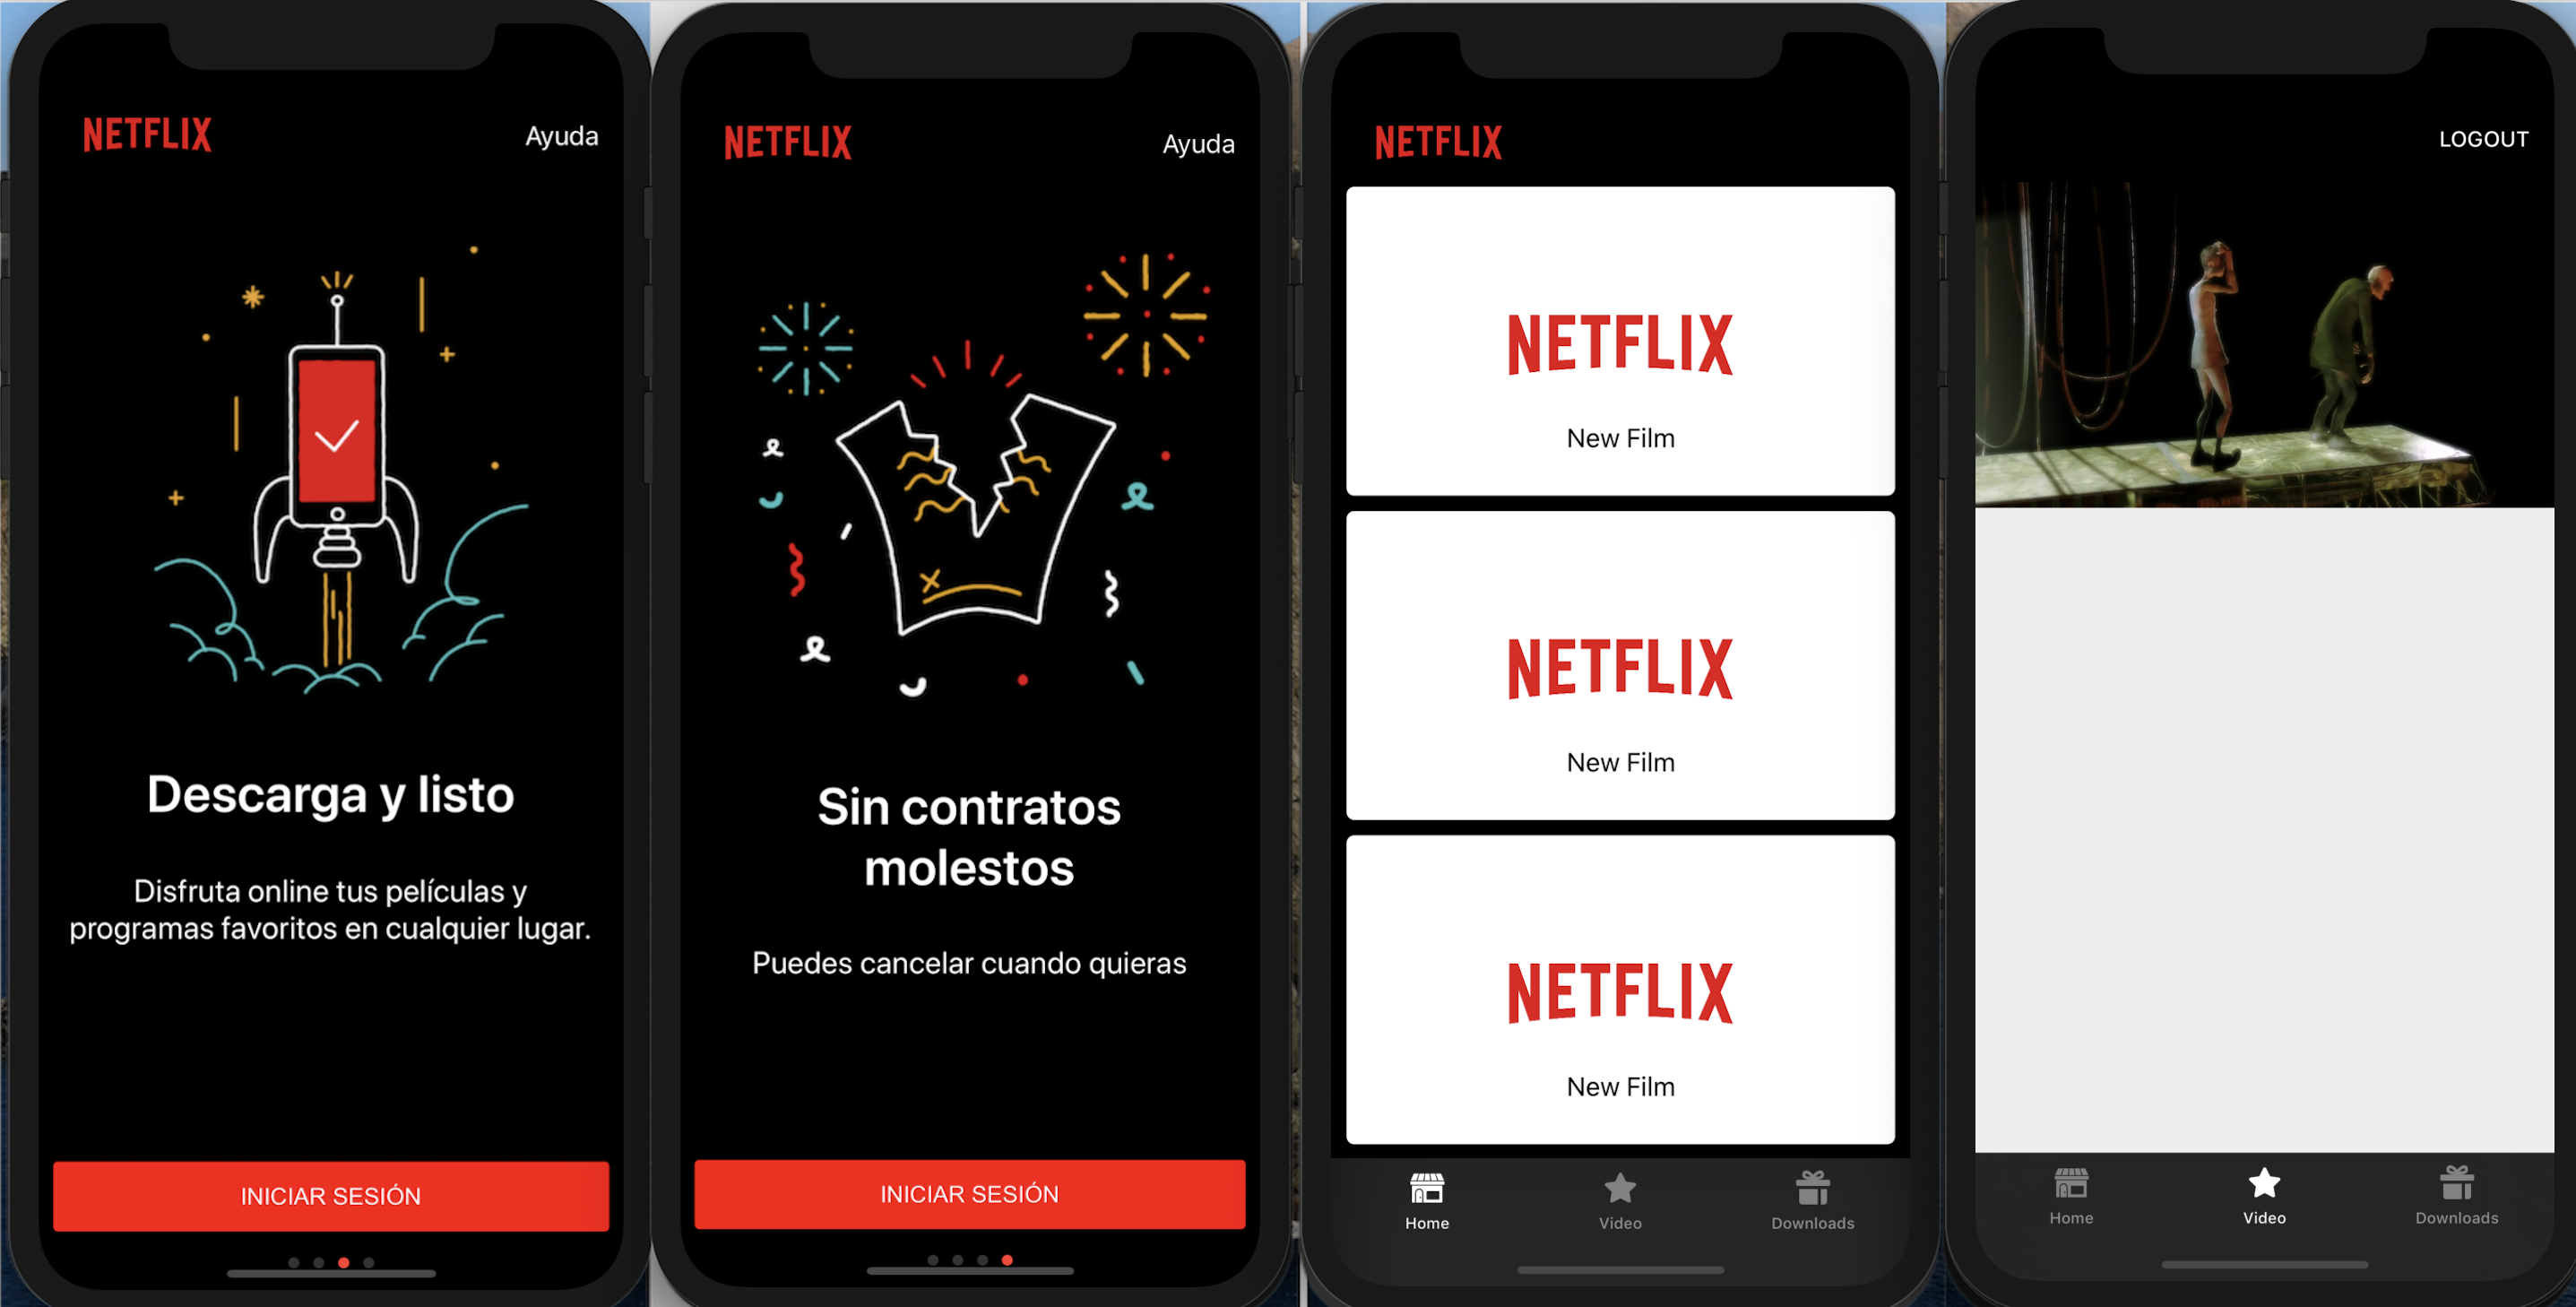 NETFLIX
Ayuda
Descarga y listo
Disfruta online tus películas y
programas favoritos en cualquier lugar.
INICIAR SESIÓN
NETFLIX
Ayuda
Sin contratos
molestos
Puedes cancelar cuando quieras
INICIAR SESIÓN
NETFLIX
NETFLIX
New Film
NETFLIX
New Film
NETFLIX
New Film
Home
Video
Downloads
LOGOUT
Home
Video
Downloads